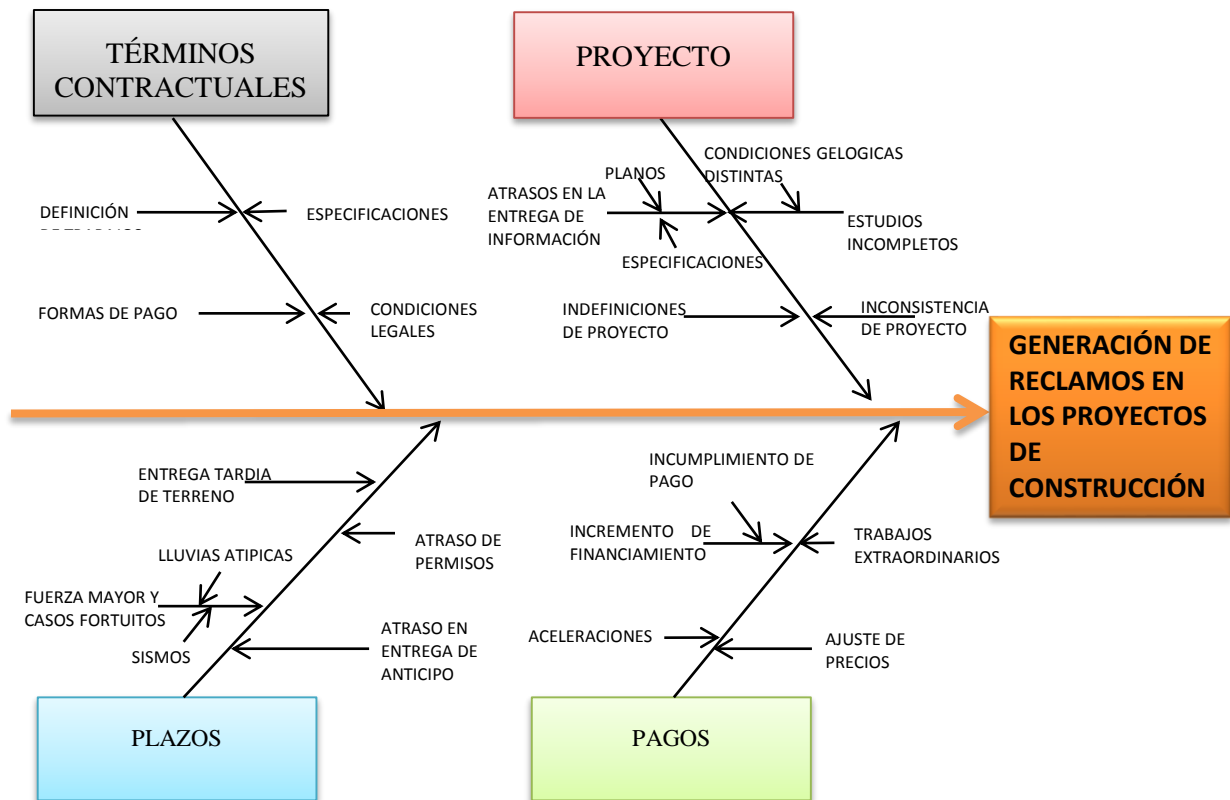 TÉRMINOS
CONTRACTUALES
PROYECTO
DEFINICIÓN
ESPECIFICACIONES
FORMAS DE PAGO
CONDICIONES
LEGALES
PLANOS
CONDICIONES GELOGICAS
DISTINTAS
ATRASOS EN LA
ENTREGA DE
INFORMACIÓN
ESPECIFICACIONES
ESTUDIOS
INCOMPLETOS
INDEFINICIONES
DE PROYECTO
INCONSISTENCIA
DE PROYECTO
GENERACIÓN DE
RECLAMOS EN
LOS PROYECTOS
DE
CONSTRUCCIÓN
ENTREGA TARDIA
DE TERRENO
ATRASO DE
PERMISOS
LLUVIAS ATIPICAS
FUERZA MAYOR Y
CASOS FORTUITOS
SISMOS
ATRASO EN
ENTREGA DE
ANTICIPO
INCUMPLIMIENTO DE
PAGO
INCREMENTO DE
FINANCIAMIENTO
TRABAJOS
EXTRAORDINARIOS
ACELERACIONES
AJUSTE DE
PRECIOS
PLAZOS
PAGOS